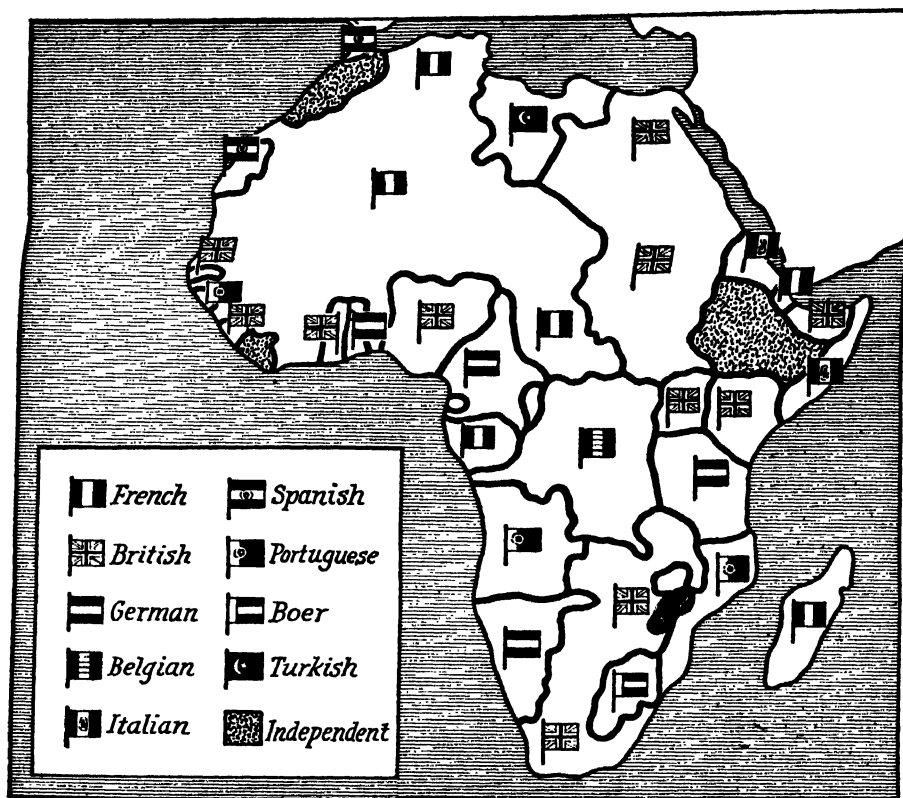 French
British
German
Belgian
Italian
Spanish
Portuguese
Boer
Turkish
Independent